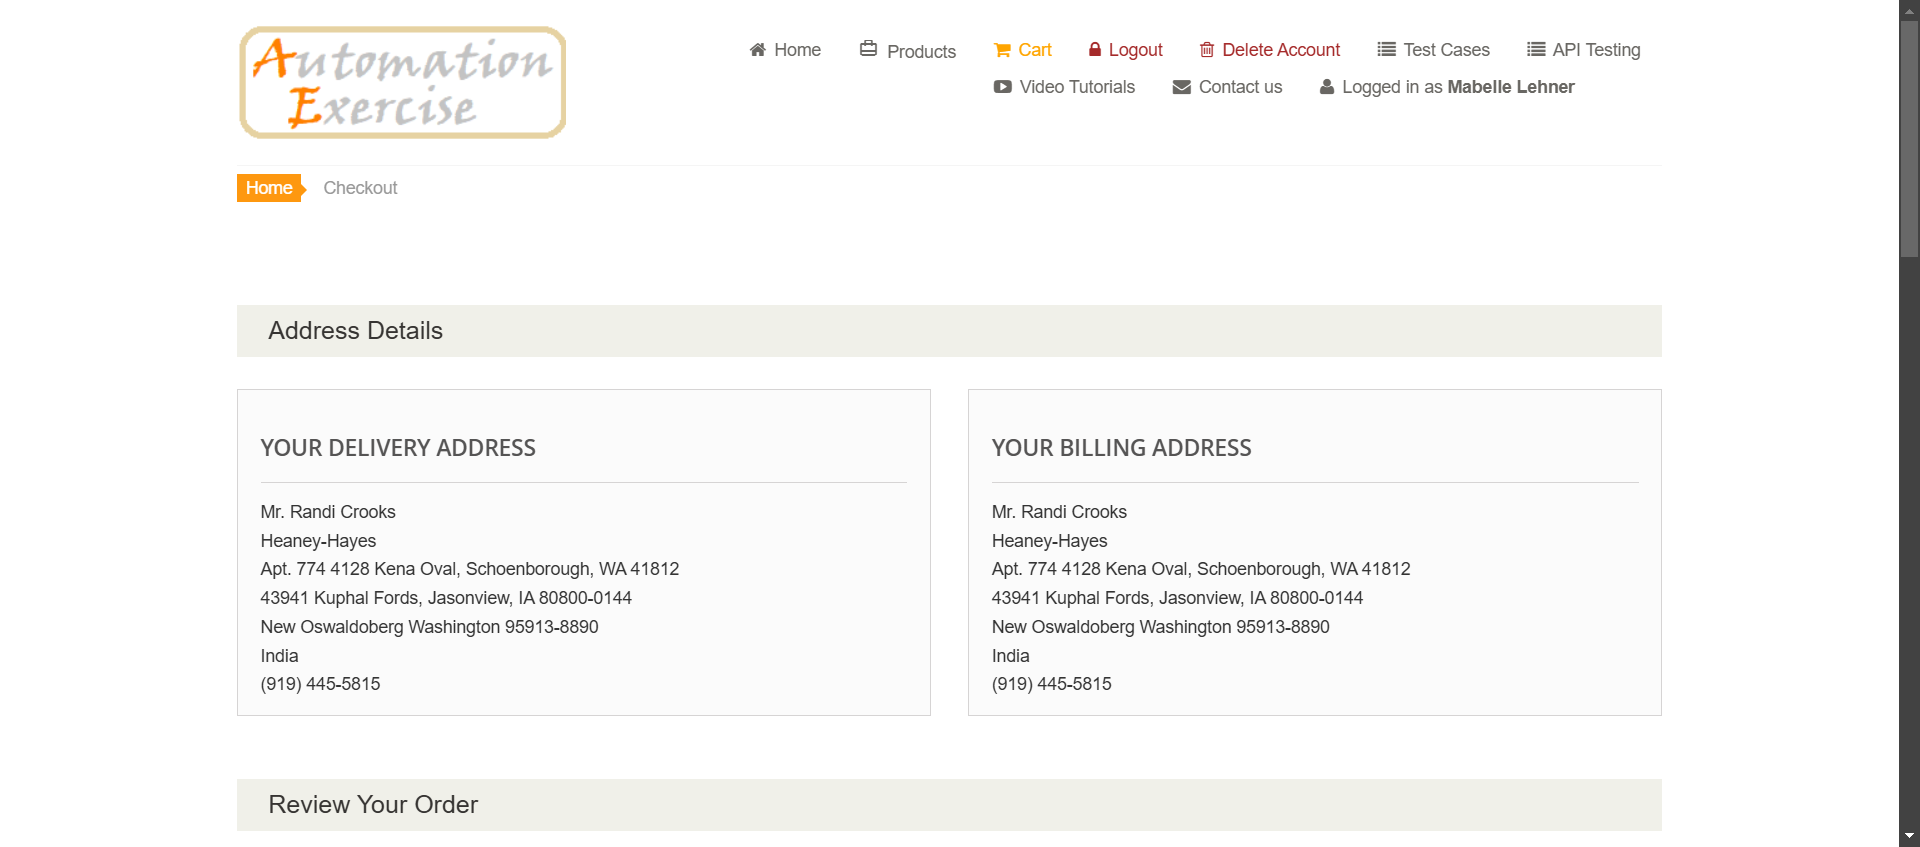 Automation
Exercise
Home Products Cart Logout Delete Account Test Cases API Testing
Video Tutorials Contact us Logged in as Mabelle Lehner
Home Checkout
Address Details
YOUR DELIVERY ADDRESS
Mr. Randi Crooks
Heaney-Hayes
Apt. 774 4128 Kena Oval, Schoenborough, WA 41812
43941 Kuphal Fords, Jasonview, IA 80800-0144
New Oswaldoberg Washington 95913-8890
India
(919) 445-5815
YOUR BILLING ADDRESS
Mr. Randi Crooks
Heaney-Hayes
Apt. 774 4128 Kena Oval, Schoenborough, WA 41812
43941 Kuphal Fords, Jasonview, IA 80800-0144
New Oswaldoberg Washington 95913-8890
India
(919) 445-5815
Review Your Order